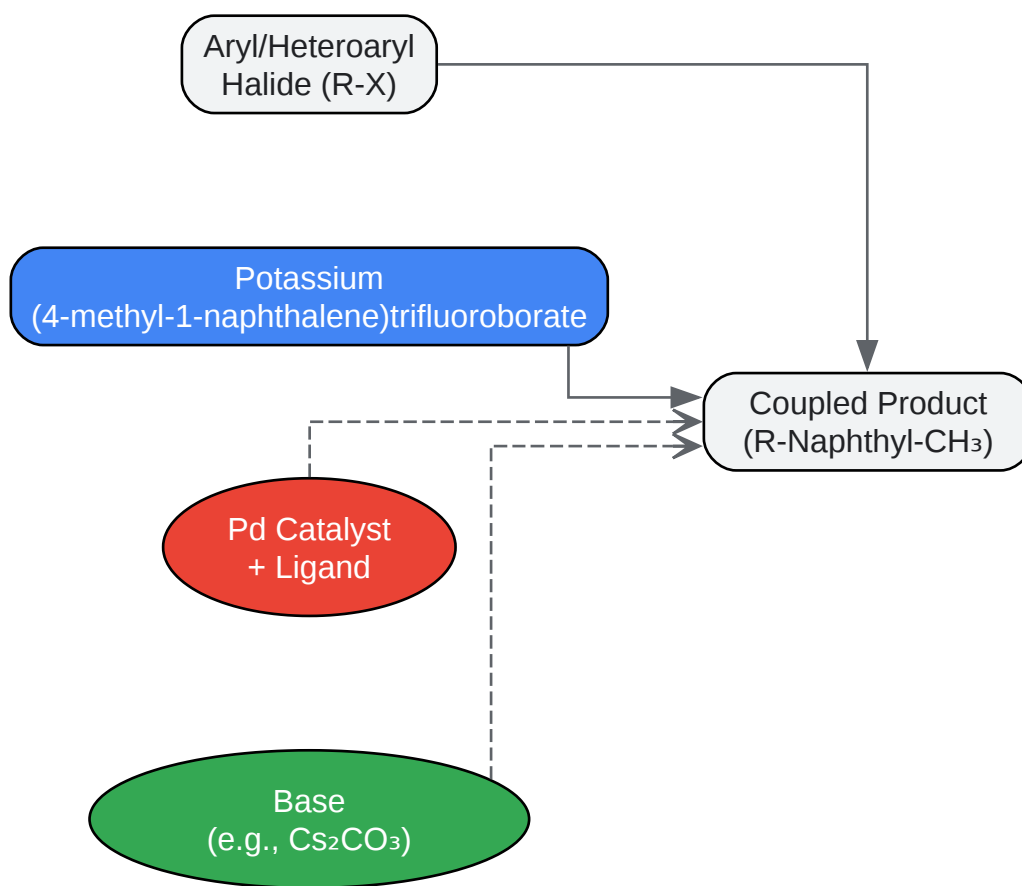 Aryl/Heteroaryl
Halide (R-X)
Potassium
(4-methyl-1-naphthalene)trifluoroborate
Coupled Product
(R-Naphthyl-CH₃)
Pd Catalyst
+ Ligand
Base
(e.g., Cs₂CO₃)